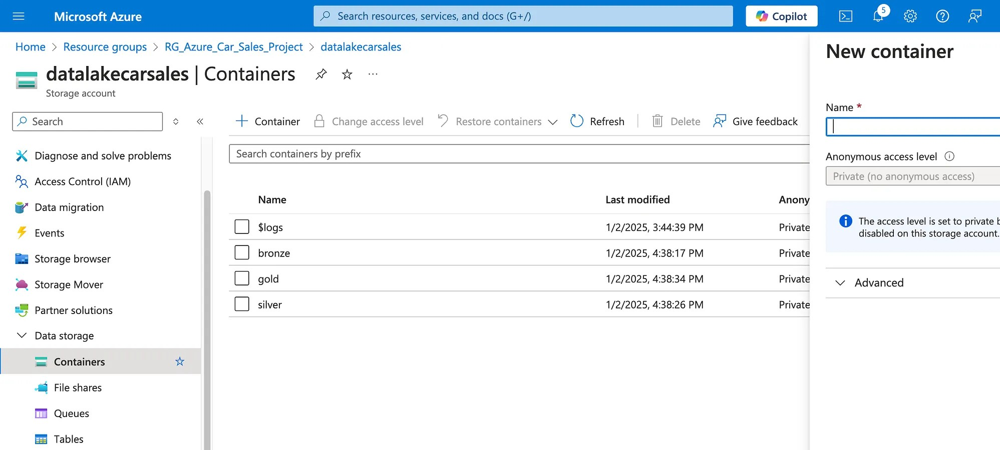 Microsoft Azure
Search resources, services, and docs (G+/)
Copilot
5
Home > Resource groups > RG_Azure_Car_Sales_Project > datalakecarsales
datalakecarsales | Containers
...
Storage account
Search
Container
Change access level
Restore containers
Refresh
Delete
Give feedback
Diagnose and solve problems
Access Control (IAM)
Data migration
Events
Storage browser
Storage Mover
Partner solutions
Data storage
Containers
File shares
Queues
Tables
Search containers by prefix
Name Last modified Anony
$logs 1/2/2025, 3:44:39 PM Private
bronze 1/2/2025, 4:38:17 PM Private
gold 1/2/2025, 4:38:34 PM Private
silver 1/2/2025, 4:38:26 PM Private
New container
Name *
Anonymous access level
Private (no anonymous access)
The access level is set to private b
disabled on this storage account.
Advanced